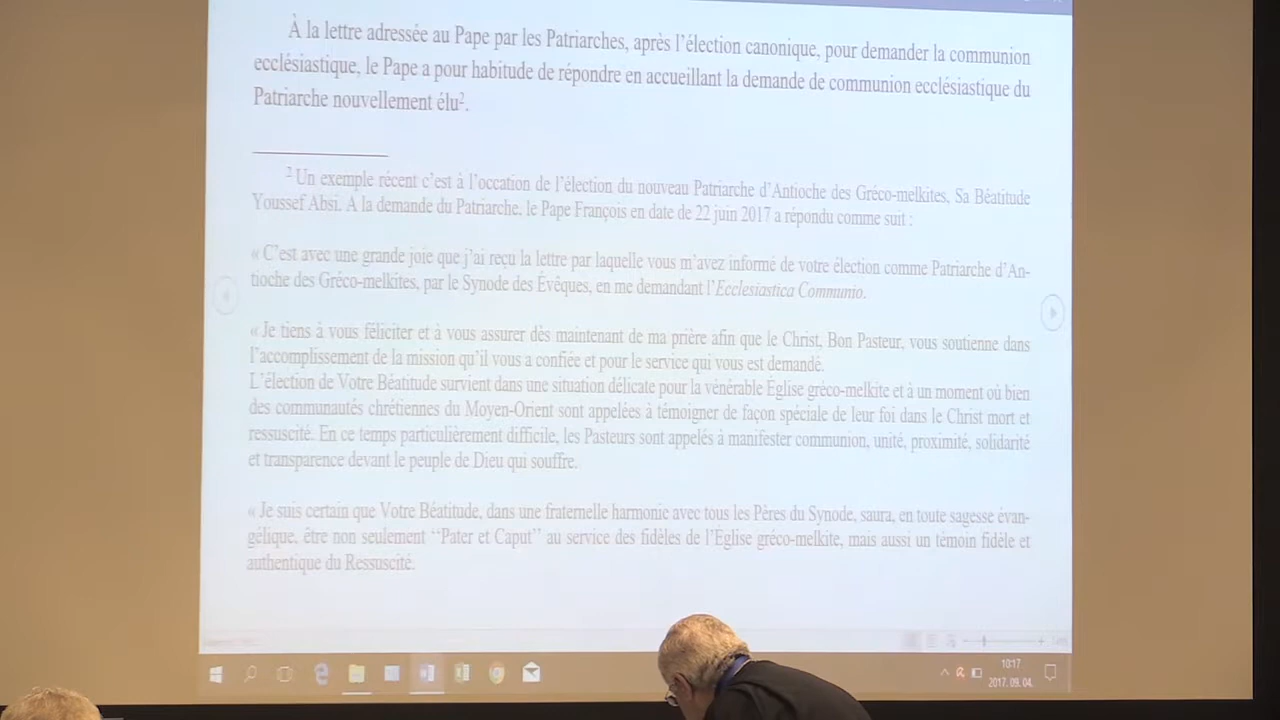 À la lettre adressée au Pape par les Patriarches, après l’élection canonique, pour demander la communion
ecclésiastique, le Pape a pour habitude de répondre en accueillant la demande de communion ecclésiastique du
Patriarche nouvellement élu².
² Un exemple récent c’est à l’occation de l’élection du nouveau Patriarche d’Antioche des Gréco-melkites, Sa Béatitude
Youssef Absi. A la demande du Patriarche, le Pape François en date de 22 juin 2017 a répondu comme suit :
« C’est avec une grande joie que j’ai reçu la lettre par laquelle vous m’avez informé de votre élection comme Patriarche d’An-
tioche des Gréco-melkites, par le Synode des Évêques, en me demandant l’Ecclesiastica Communio.
« Je tiens à vous féliciter et à vous assurer dès maintenant de ma prière afin que le Christ, Bon Pasteur, vous soutienne dans
l’accomplissement de la mission qu’il vous a confiée et pour le service qui vous est demandé.
L’élection de Votre Béatitude survient dans une situation délicate pour la vénérable Église gréco-melkite et à un moment où bien
des communautés chrétiennes du Moyen-Orient sont appelées à témoigner de façon spéciale de leur foi dans le Christ mort et
ressuscité. En ce temps particulièrement difficile, les Pasteurs sont appelés à manifester communion, unité, proximité, solidarité
et transparence devant le peuple de Dieu qui souffre.
« Je suis certain que Votre Béatitude, dans une fraternelle harmonie avec tous les Pères du Synode, saura, en toute sagesse évan-
gélique, être non seulement ‘‘Pater et Caput’’ au service des fidèles de l’Église gréco-melkite, mais aussi un témoin fidèle et
authentique du Ressuscité.
10:17
2017. 09. 04.